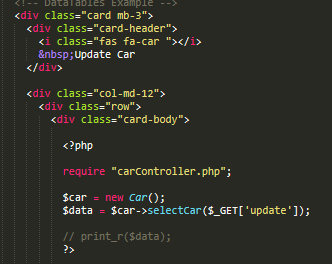 <!-- DataTables Example -->
<div class="card mb-3">
<div class="card-header">
<i class="fas fa-car "></i>
&nbsp;Update Car
</div>
<div class="col-md-12">
<div class="row">
<div class="card-body">
<?php
require "carController.php";
$car = new Car();
$data = $car->selectCar($_GET['update']);
// print_r($data);
?>